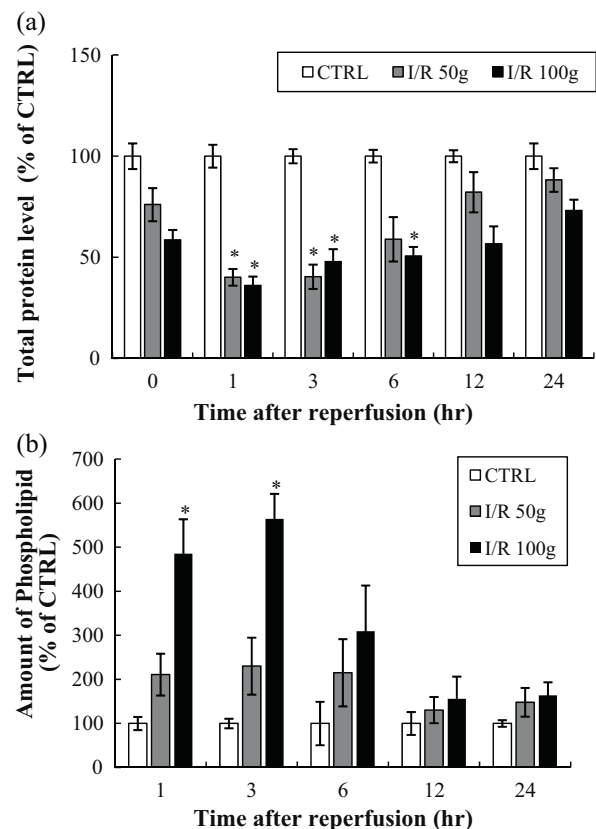 (a)
150
CTRL I/R 50g I/R 100g
100
50
0
* * * * *
Total protein level (% of CTRL)
0 1 3 6 12 24
Time after reperfusion (hr)
(b)
700
600
500
400
300
200
100
0
* *
CTRL
I/R 50g
I/R 100g
Amount of Phospholipid
(% of CTRL)
1 3 6 12 24
Time after reperfusion (hr)